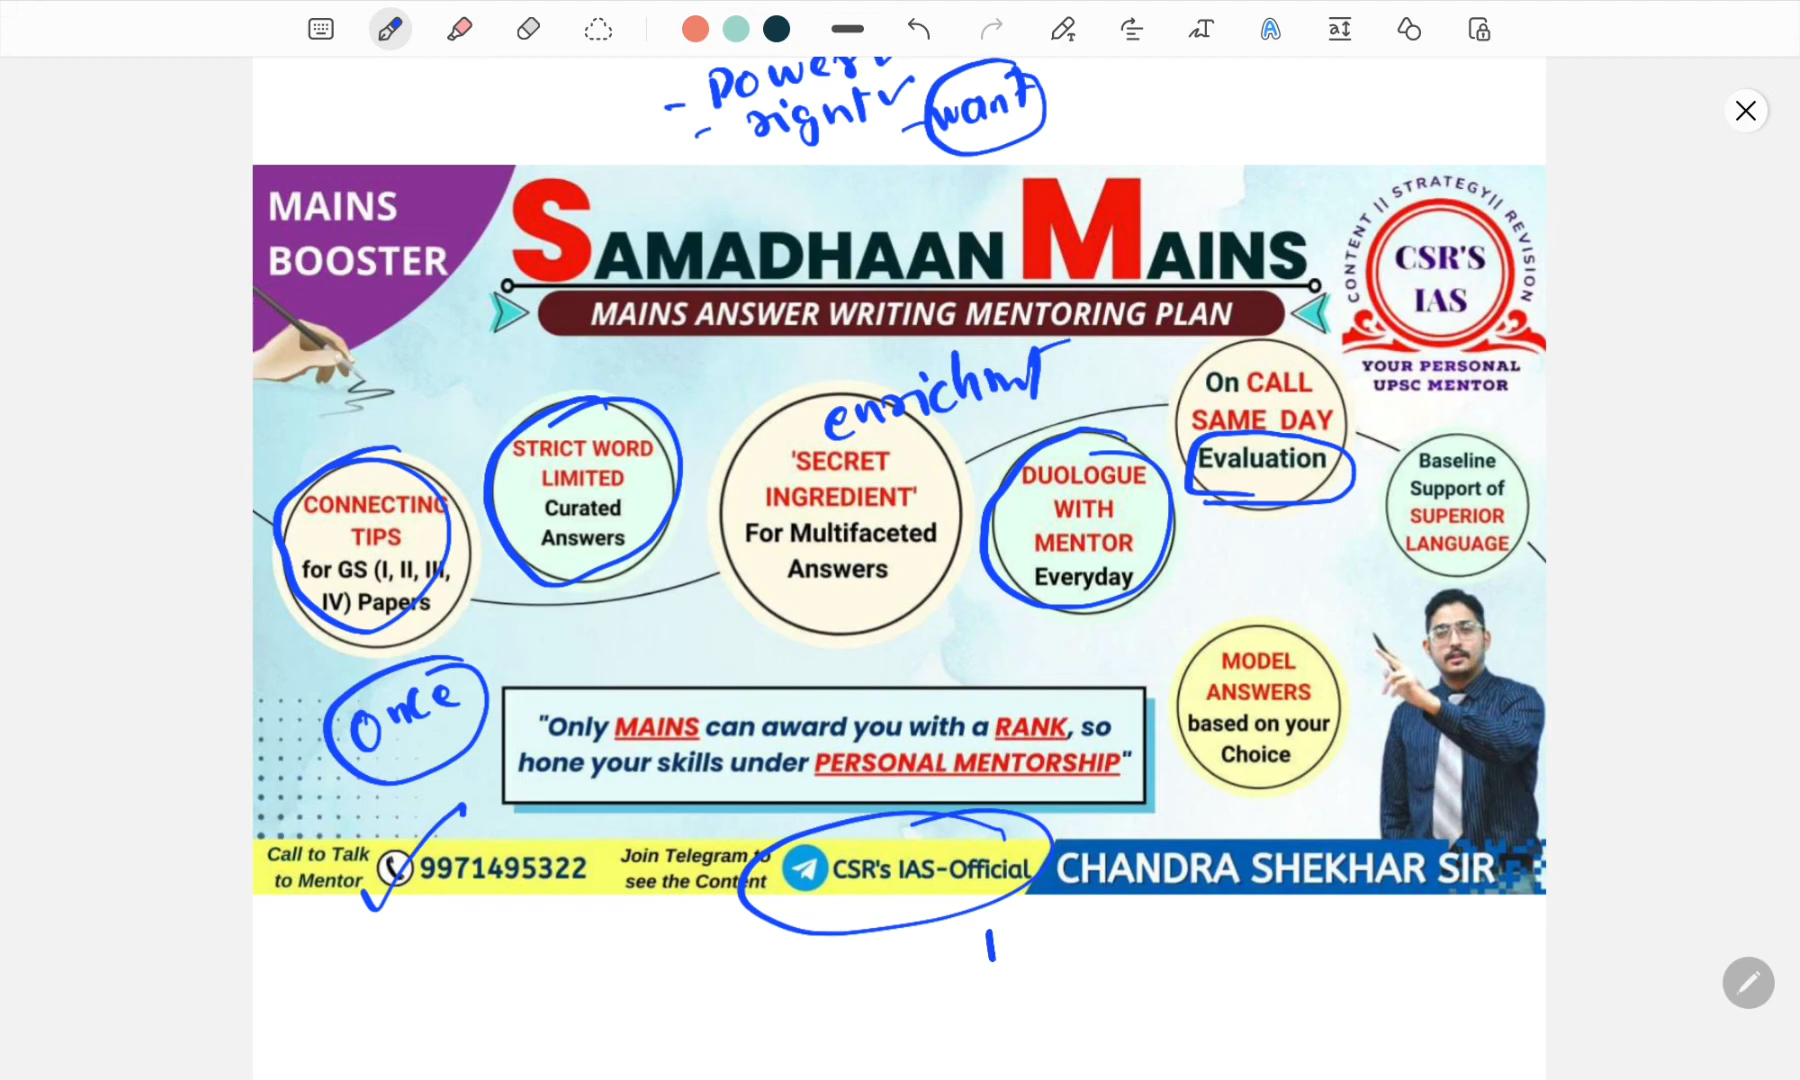 - Power
- right
- want
MAINS
BOOSTER
SAMADHAAN MAINS
MAINS ANSWER WRITING MENTORING PLAN
CONTENT || STRATEGY|| REVISION
CSR'S
IAS
YOUR PERSONAL
UPSC MENTOR
CONNECTING
TIPS
for GS (I, II, III,
IV) Papers
STRICT WORD
LIMITED
Curated
Answers
enrichmt
'SECRET
INGREDIENT'
For Multifaceted
Answers
DUOLOGUE
WITH
MENTOR
Everyday
On CALL
SAME DAY
Evaluation
Baseline
Support of
SUPERIOR
LANGUAGE
once
MODEL
ANSWERS
based on your
Choice
"Only MAINS can award you with a RANK, so
hone your skills under PERSONAL MENTORSHIP"
Call to Talk
to Mentor
9971495322
Join Telegram to
see the Content
CSR's IAS-Official
CHANDRA SHEKHAR SIR